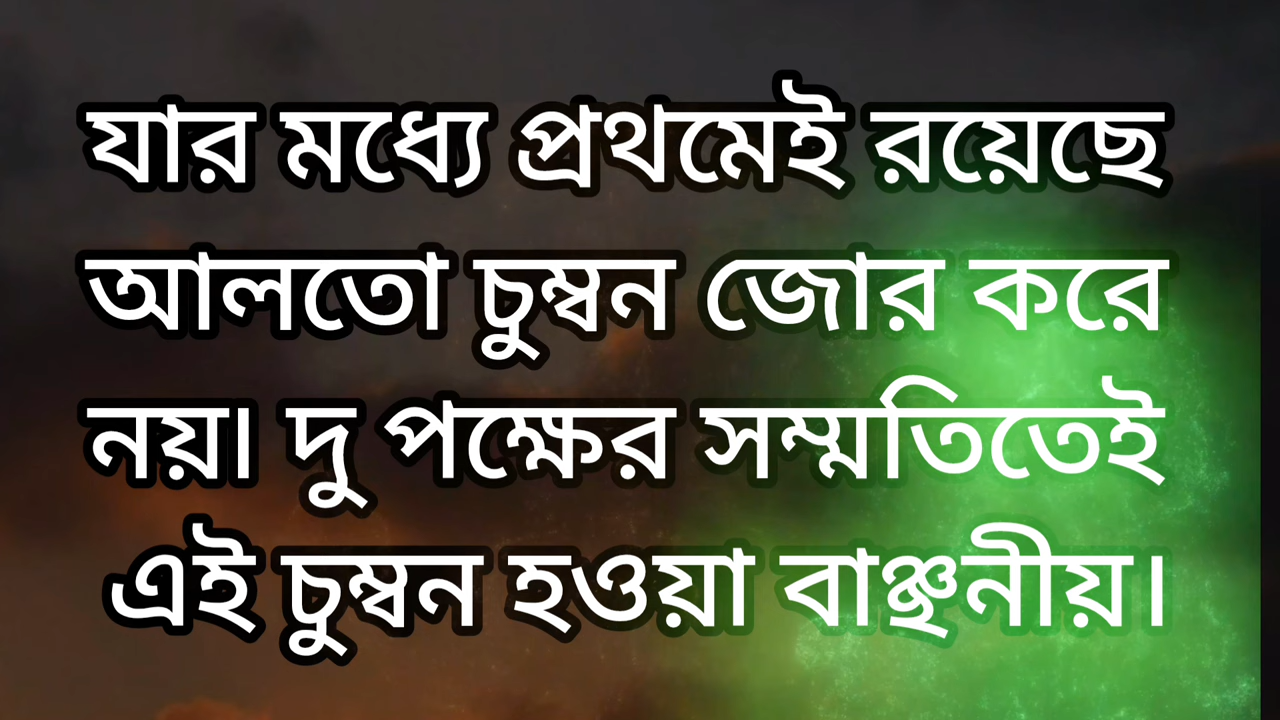 যার মধ্যে প্রথমেই রয়েছে
আলতো চুম্বন জোর করে
নয়। দু পক্ষের সম্মতিতেই
এই চুম্বন হওয়া বাঞ্ছনীয়।